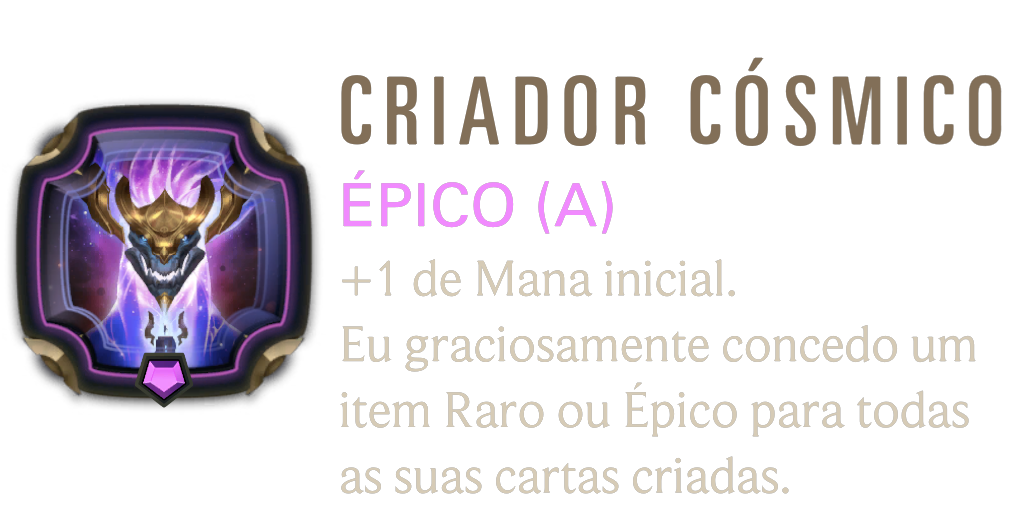 CRIADOR CÓSMICO
ÉPICO (A)
+1 de Mana inicial.
Eu graciosamente concedo um
item Raro ou Épico para todas
as suas cartas criadas.